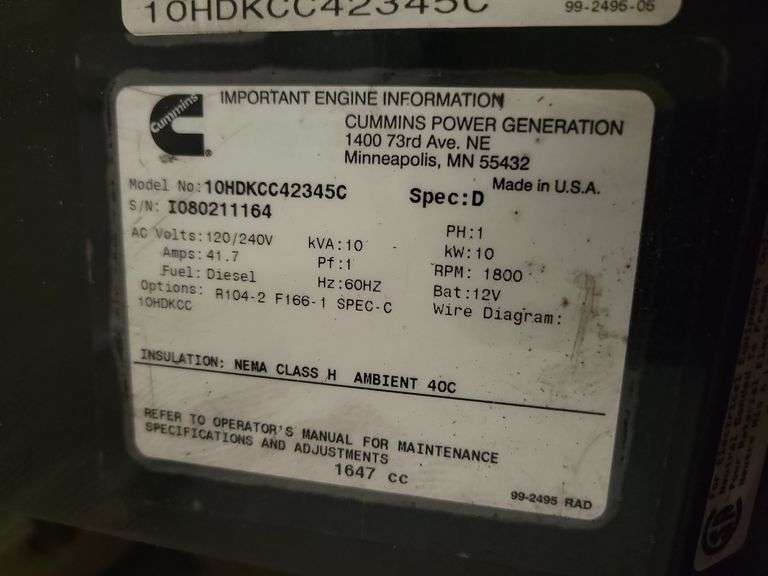 10HDKCC42345C 99-2496-06
Cummins
IMPORTANT ENGINE INFORMATION
CUMMINS POWER GENERATION
1400 73rd Ave. NE
Minneapolis, MN 55432
Made in U.S.A.
Model No: 10HDKCC42345C Spec: D
S/N: I080211164
AC Volts: 120/240V kVA: 10 PH: 1
Amps: 41.7 Pf: 1 kW: 10
Fuel: Diesel Hz: 60HZ RPM: 1800
Options: R104-2 F166-1 SPEC-C Bat: 12V
10HDKCC Wire Diagram:
INSULATION: NEMA CLASS H AMBIENT 40C
REFER TO OPERATOR'S MANUAL FOR MAINTENANCE
SPECIFICATIONS AND ADJUSTMENTS
1647 cc
99-2495 RAD